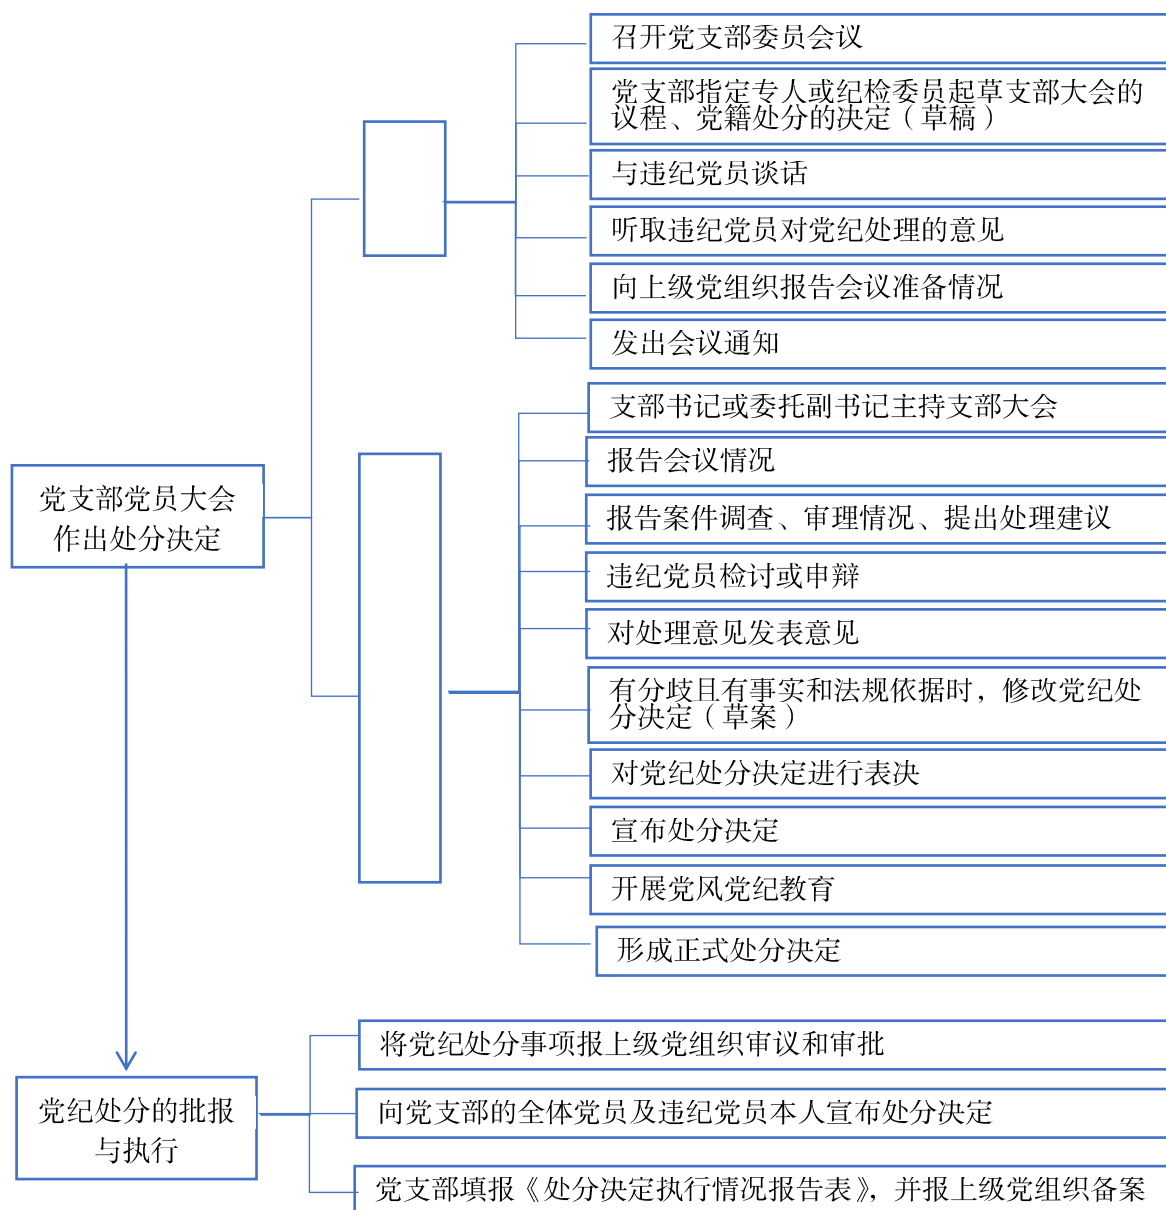 召开党支部委员会议
党支部指定专人或纪检委员起草支部大会的
议程、党籍处分的决定（草稿）
与违纪党员谈话
听取违纪党员对党纪处理的意见
向上级党组织报告会议准备情况
发出会议通知
党支部党员大会
作出处分决定
支部书记或委托副书记主持支部大会
报告会议情况
报告案件调查、审理情况、提出处理建议
违纪党员检讨或申辩
对处理意见发表意见
有分歧且有事实和法规依据时，修改党纪处
分决定（草案）
对党纪处分决定进行表决
宣布处分决定
开展党风党纪教育
形成正式处分决定
党纪处分的批报
与执行
将党纪处分事项报上级党组织审议和审批
向党支部的全体党员及违纪党员本人宣布处分决定
党支部填报《处分决定执行情况报告表》，并报上级党组织备案